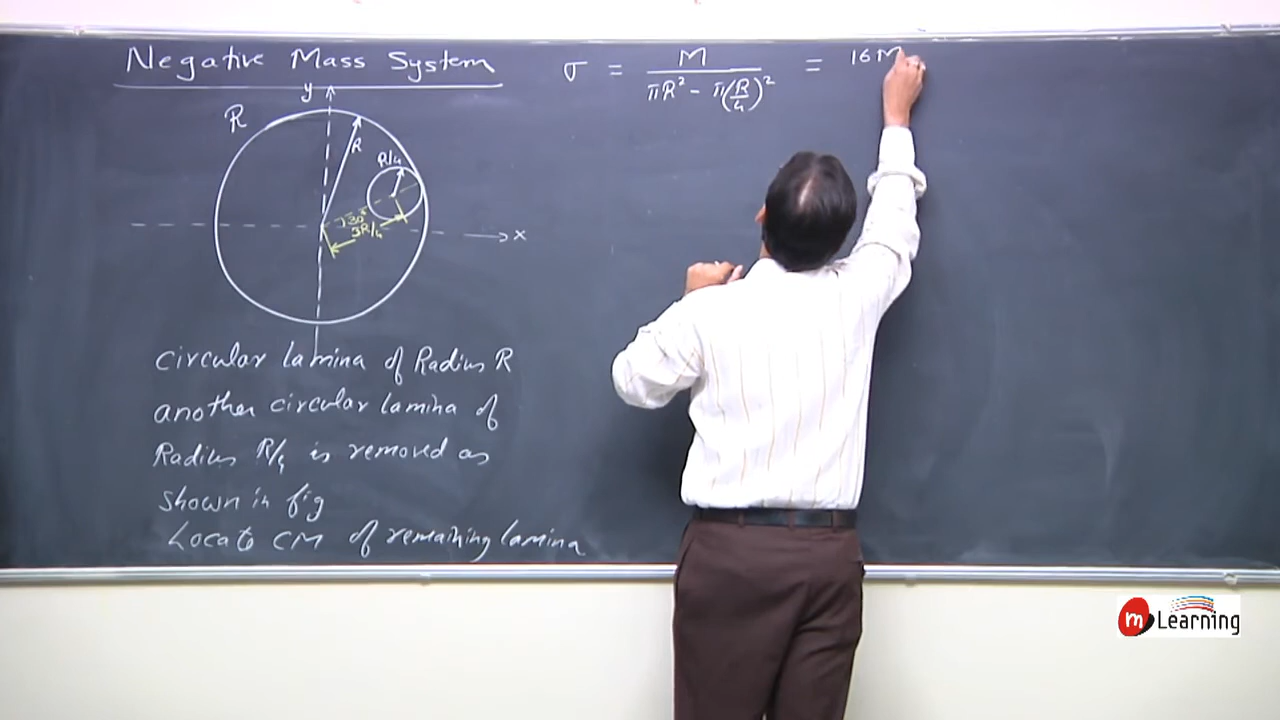 Negative Mass System
σ = M / (πR² - π(R/4)²) = 16M
y
R
R
R/4
30°
3R/4
x
circular lamina of Radius R
another circular lamina of
Radius R/4 is removed as
shown in fig
Locate CM of remaining lamina
m Learning